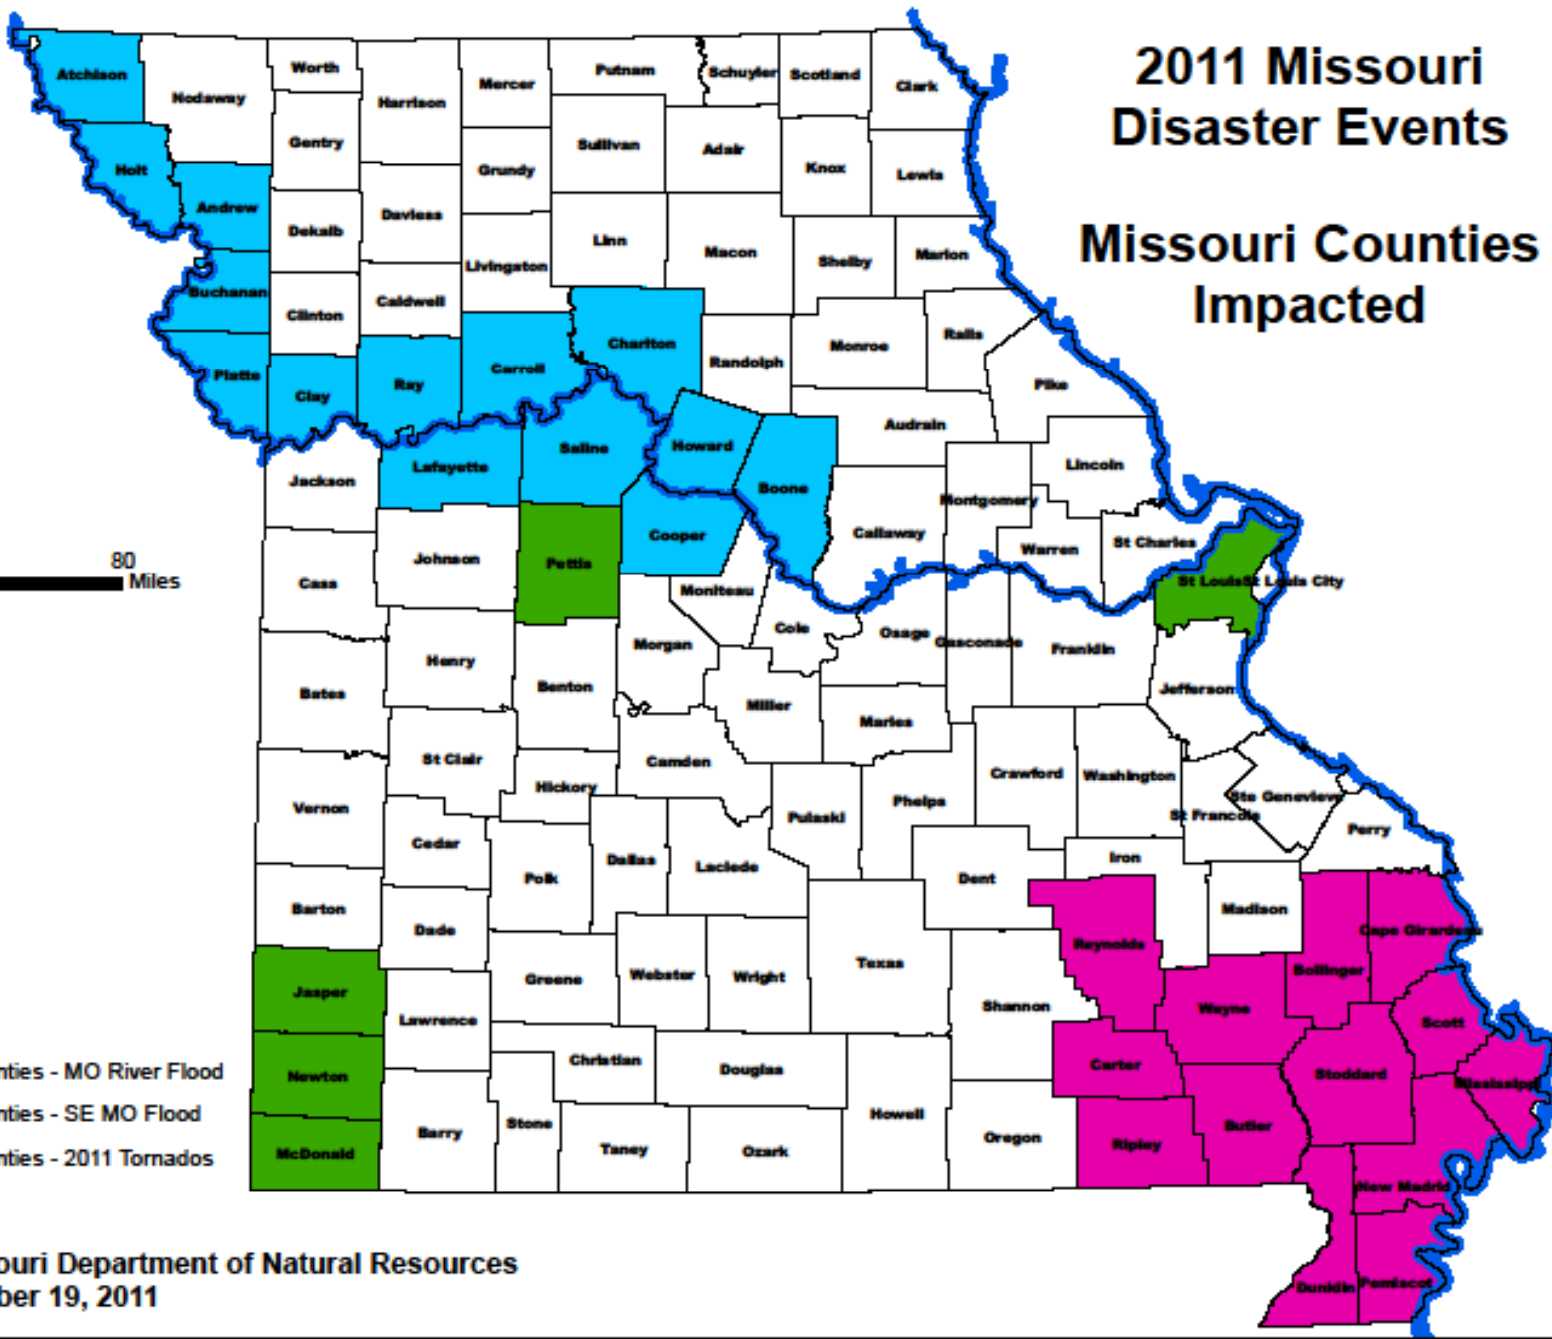 2011 Missouri
Disaster Events
Missouri Counties
Impacted
Atchison
Nodaway
Worth
Harrison
Mercer
Putnam
Schuyler
Scotland
Clark
Holt
Andrew
Gentry
Grundy
Sullivan
Adair
Knox
Lewis
Dekalb
Daviess
Livingston
Linn
Macon
Shelby
Marion
Buchanan
Clinton
Caldwell
Chariton
Randolph
Monroe
Ralls
Pike
Platte
Clay
Ray
Carroll
Audrain
Jackson
Lafayette
Saline
Howard
Boone
Lincoln
Montgomery
Callaway
Cooper
Warren
St Charles
80
Miles
Cass
Johnson
Pettis
Moniteau
St Louis
St Louis City
Cole
Morgan
Osage
Gasconade
Franklin
Henry
Bates
Benton
Miller
Maries
Jefferson
St Clair
Hickory
Camden
Crawford
Washington
Vernon
Pulaski
Phelps
St Francois
Ste Genevieve
Perry
Cedar
Polk
Dallas
Laclede
Dent
Iron
Barton
Dade
Madison
Cape Girardeau
Reynolds
Bollinger
Jasper
Greene
Webster
Wright
Texas
Shannon
Wayne
Scott
Lawrence
Christian
Douglas
Carter
Stoddard
Mississippi
Newton
McDonald
Barry
Stone
Taney
Ozark
Howell
Oregon
Ripley
Butler
New Madrid
Dunklin
Pemiscot
nties - MO River Flood
nties - SE MO Flood
nties - 2011 Tornados
ouri Department of Natural Resources
ber 19, 2011